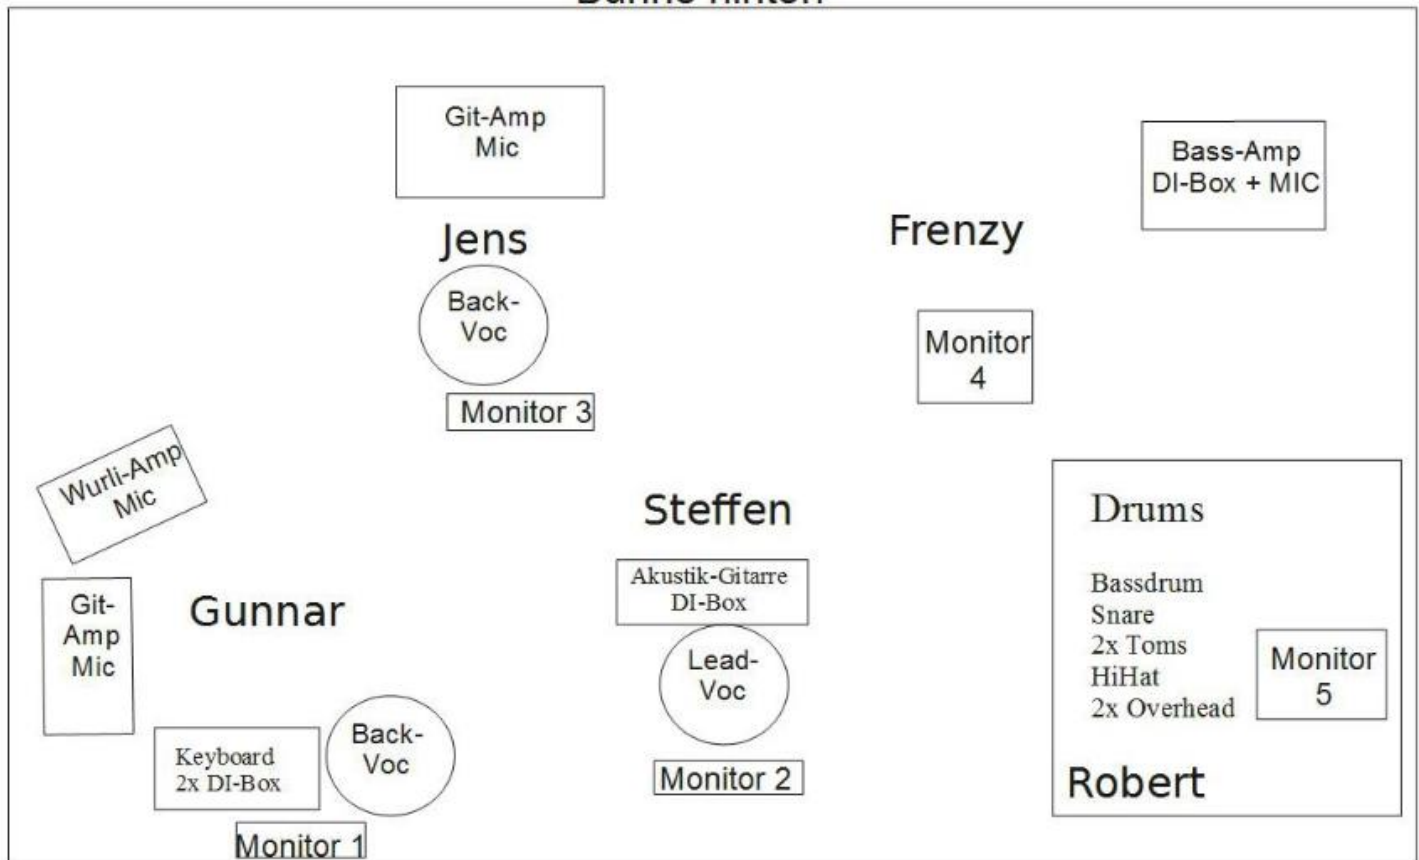 Git-Amp
Mic
Bass-Amp
DI-Box + MIC
Jens
Frenzy
Back-
Voc
Monitor
4
Monitor 3
Wurli-Amp
Mic
Steffen
Drums
Akustik-Gitarre
DI-Box
Bassdrum
Snare
2x Toms
HiHat
2x Overhead
Git-
Amp
Mic
Gunnar
Lead-
Voc
Monitor
5
Back-
Voc
Keyboard
2x DI-Box
Monitor 2
Robert
Monitor 1